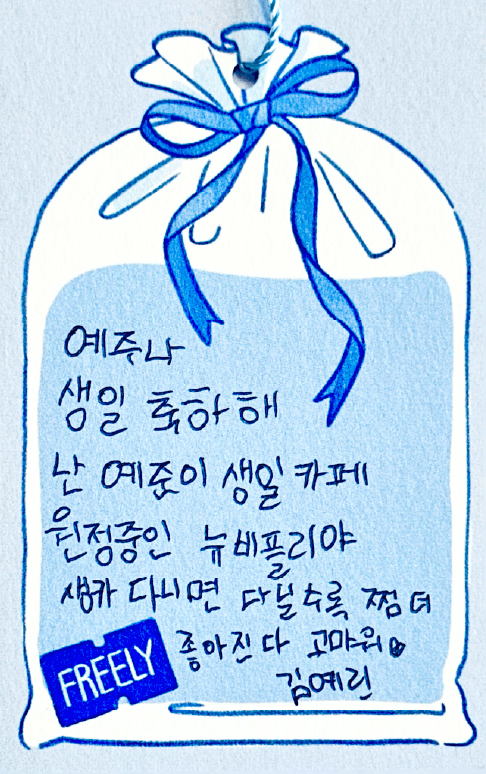 예주나
생일 축하해
난 예준이 생일 카페
원정중인 뉴비플리야
생카 다니면 다닐수록 찜 더
좋아진다 고마워
김예린
FREELY